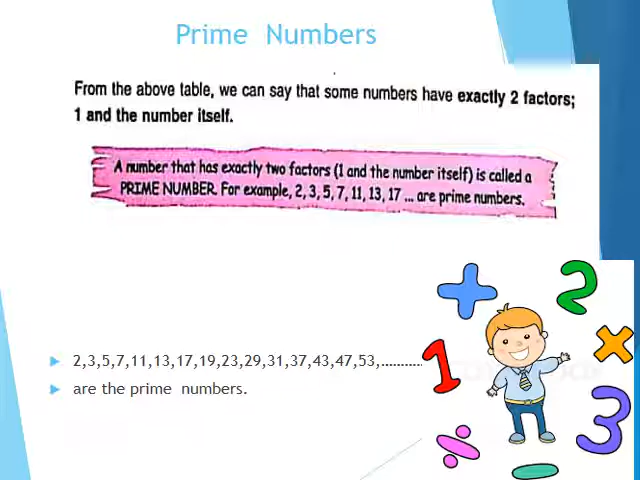 Prime Numbers
From the above table, we can say that some numbers have exactly 2 factors;
1 and the number itself.
A number that has exactly two factors (1 and the number itself) is called a
PRIME NUMBER. For example, 2, 3, 5, 7, 11, 13, 17 ... are prime numbers.
2,3,5,7,11,13,17,19,23,29,31,37,43,47,53,..........
are the prime numbers.
1
2
3